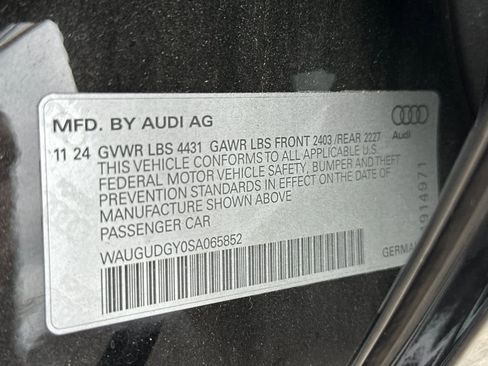 MFD. BY AUDI AG
11 24 GVWR LBS 4431 GAWR LBS FRONT 2403 /REAR 2227
THIS VEHICLE CONFORMS TO ALL APPLICABLE U.S.
FEDERAL MOTOR VEHICLE SAFETY, BUMPER AND THEFT
PREVENTION STANDARDS IN EFFECT ON THE DATE OF
MANUFACTURE SHOWN ABOVE
PASSENGER CAR
WAUGUDGY0SA065852
Audi
GERMAN